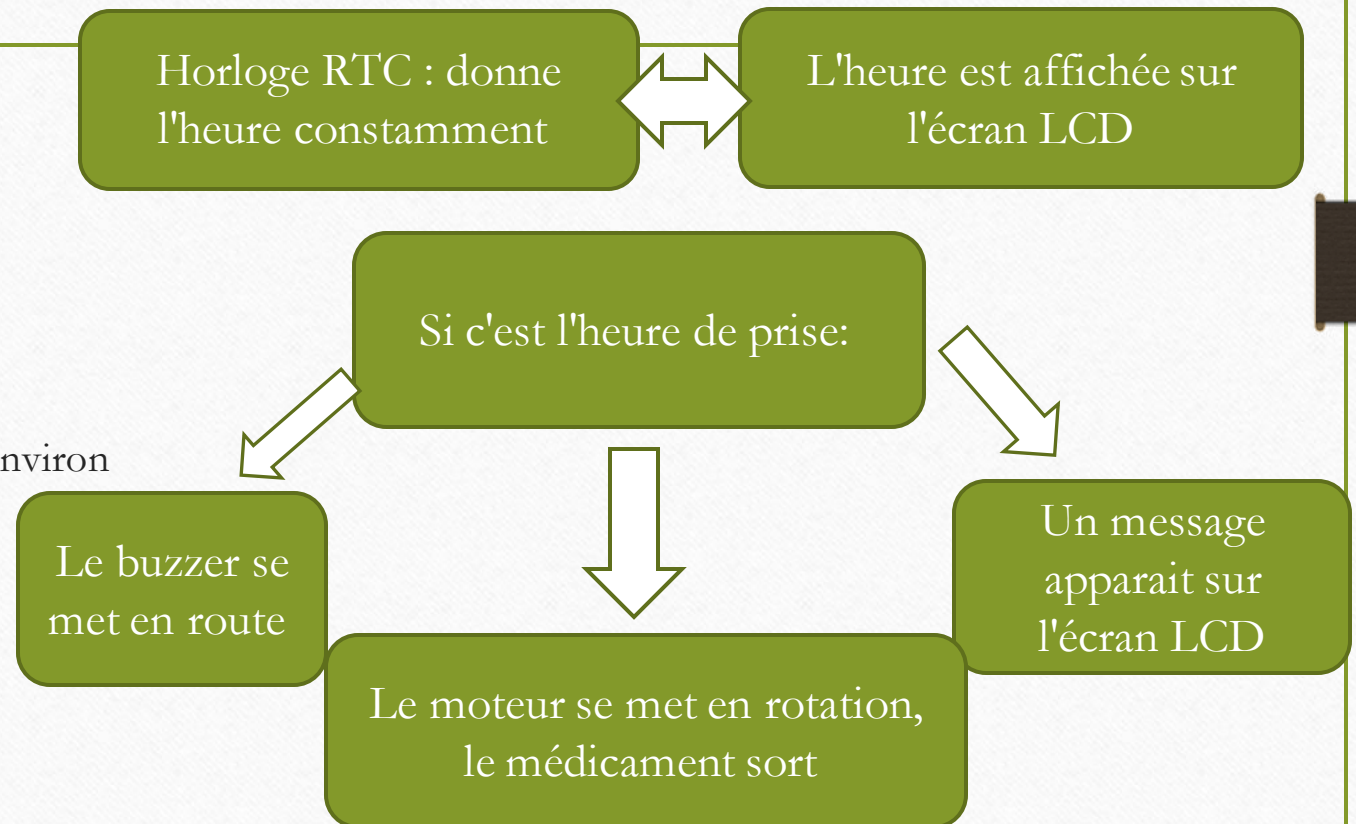 Horloge RTC : donne
l'heure constamment
L'heure est affichée sur
l'écran LCD
Si c'est l'heure de prise:
nviron
Le buzzer se
met en route
Un message
apparait sur
l'écran LCD
Le moteur se met en rotation,
le médicament sort